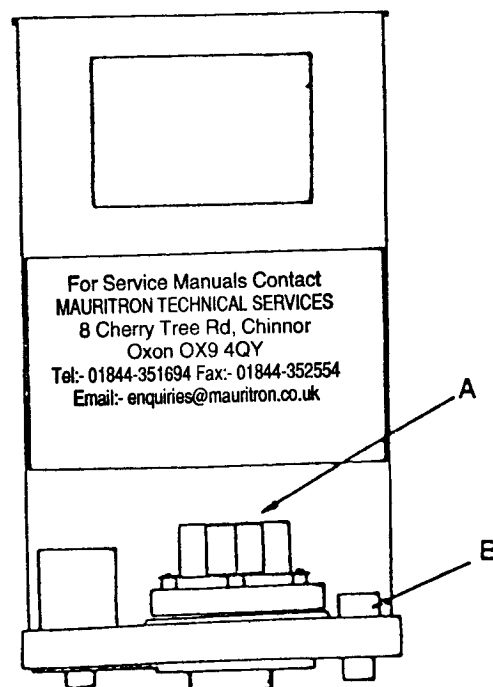 For Service Manuals Contact
MAURITRON TECHNICAL SERVICES
8 Cherry Tree Rd, Chinnor
Oxon OX9 4QY
Tel:- 01844-351694 Fax:- 01844-352554
Email:- enquiries@mauritron.co.uk
A
B